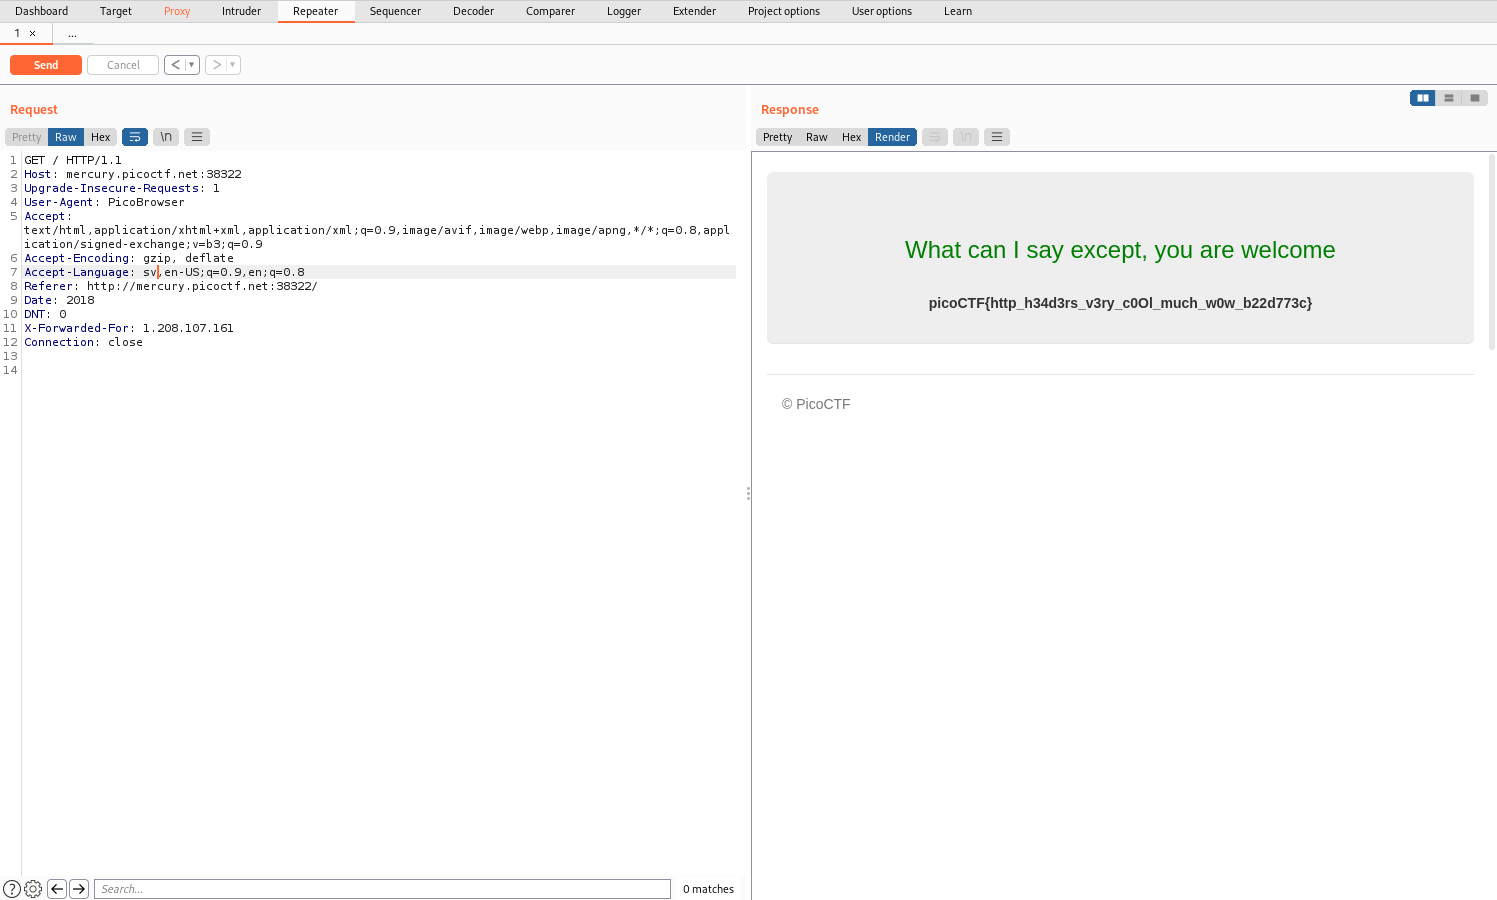 Dashboard Target Proxy Intruder Repeater Sequencer Decoder Comparer Logger Extender Project options User options Learn
1 × ...
Send Cancel < ▾ > ▾
Request
Pretty Raw Hex \n
1 GET / HTTP/1.1
2 Host: mercury.picoctf.net:38322
3 Upgrade-Insecure-Requests: 1
4 User-Agent: PicoBrowser
5 Accept:
text/html,application/xhtml+xml,application/xml;q=0.9,image/avif,image/webp,image/apng,*/*;q=0.8,appl
ication/signed-exchange;v=b3;q=0.9
6 Accept-Encoding: gzip, deflate
7 Accept-Language: sv,en-US;q=0.9,en;q=0.8
8 Referer: http://mercury.picoctf.net:38322/
9 Date: 2018
10 DNT: 0
11 X-Forwarded-For: 1.208.107.161
12 Connection: close
13
14
? Search... 0 matches
Response
Pretty Raw Hex Render \n
What can I say except, you are welcome
picoCTF{http_h34d3rs_v3ry_c0Ol_much_w0w_b22d773c}
© PicoCTF